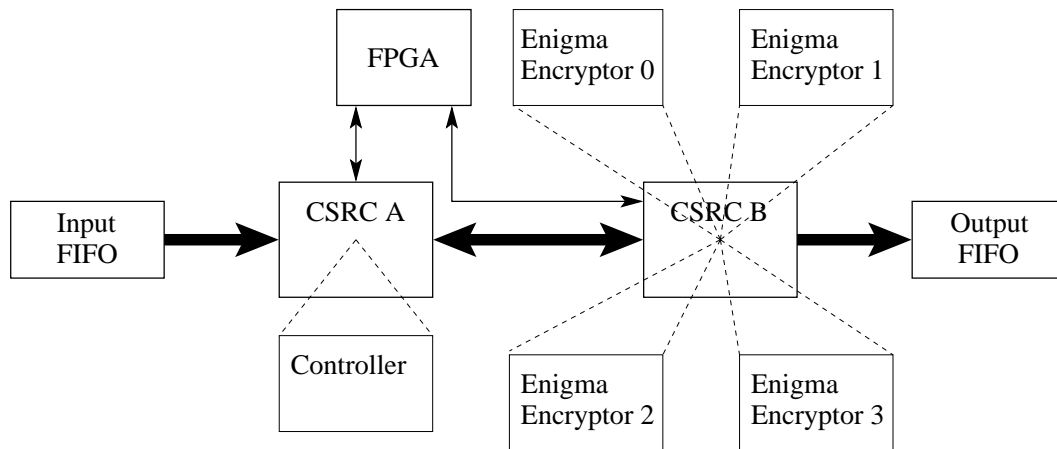 FPGA
Enigma
Encryptor 0
Enigma
Encryptor 1
Input
FIFO
CSRC A
CSRC B
Output
FIFO
Controller
Enigma
Encryptor 2
Enigma
Encryptor 3